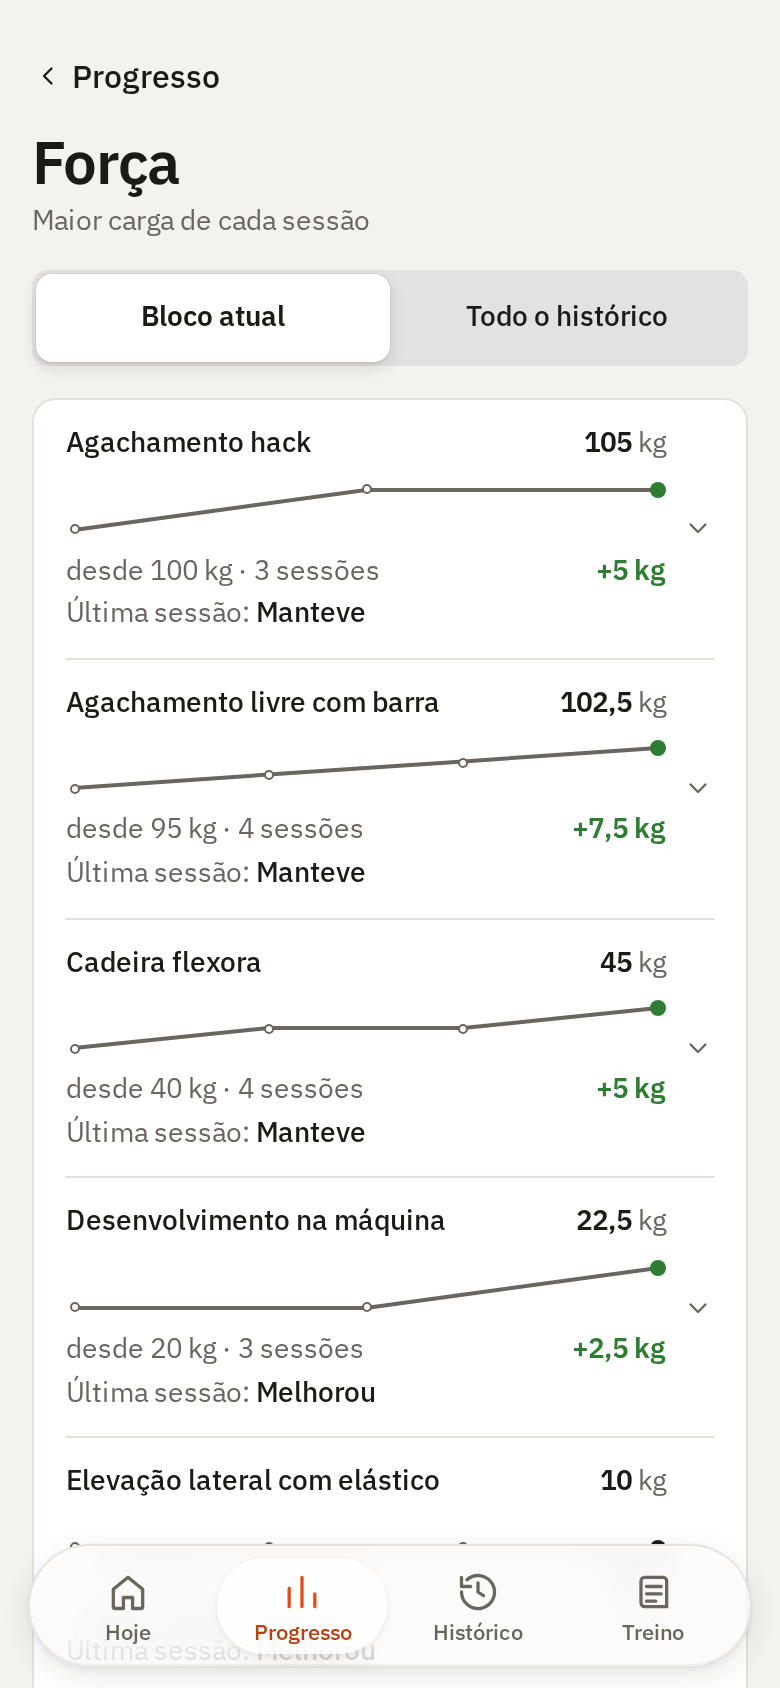 Progresso
Força
Maior carga de cada sessão
Bloco atual
Todo o histórico
Agachamento hack
105 kg
desde 100 kg · 3 sessões
+5 kg
Última sessão: Manteve
Agachamento livre com barra
102,5 kg
desde 95 kg · 4 sessões
+7,5 kg
Última sessão: Manteve
Cadeira flexora
45 kg
desde 40 kg · 4 sessões
+5 kg
Última sessão: Manteve
Desenvolvimento na máquina
22,5 kg
desde 20 kg · 3 sessões
+2,5 kg
Última sessão: Melhorou
Elevação lateral com elástico
10 kg
Última sessão: Melhorou
Hoje
Progresso
Histórico
Treino